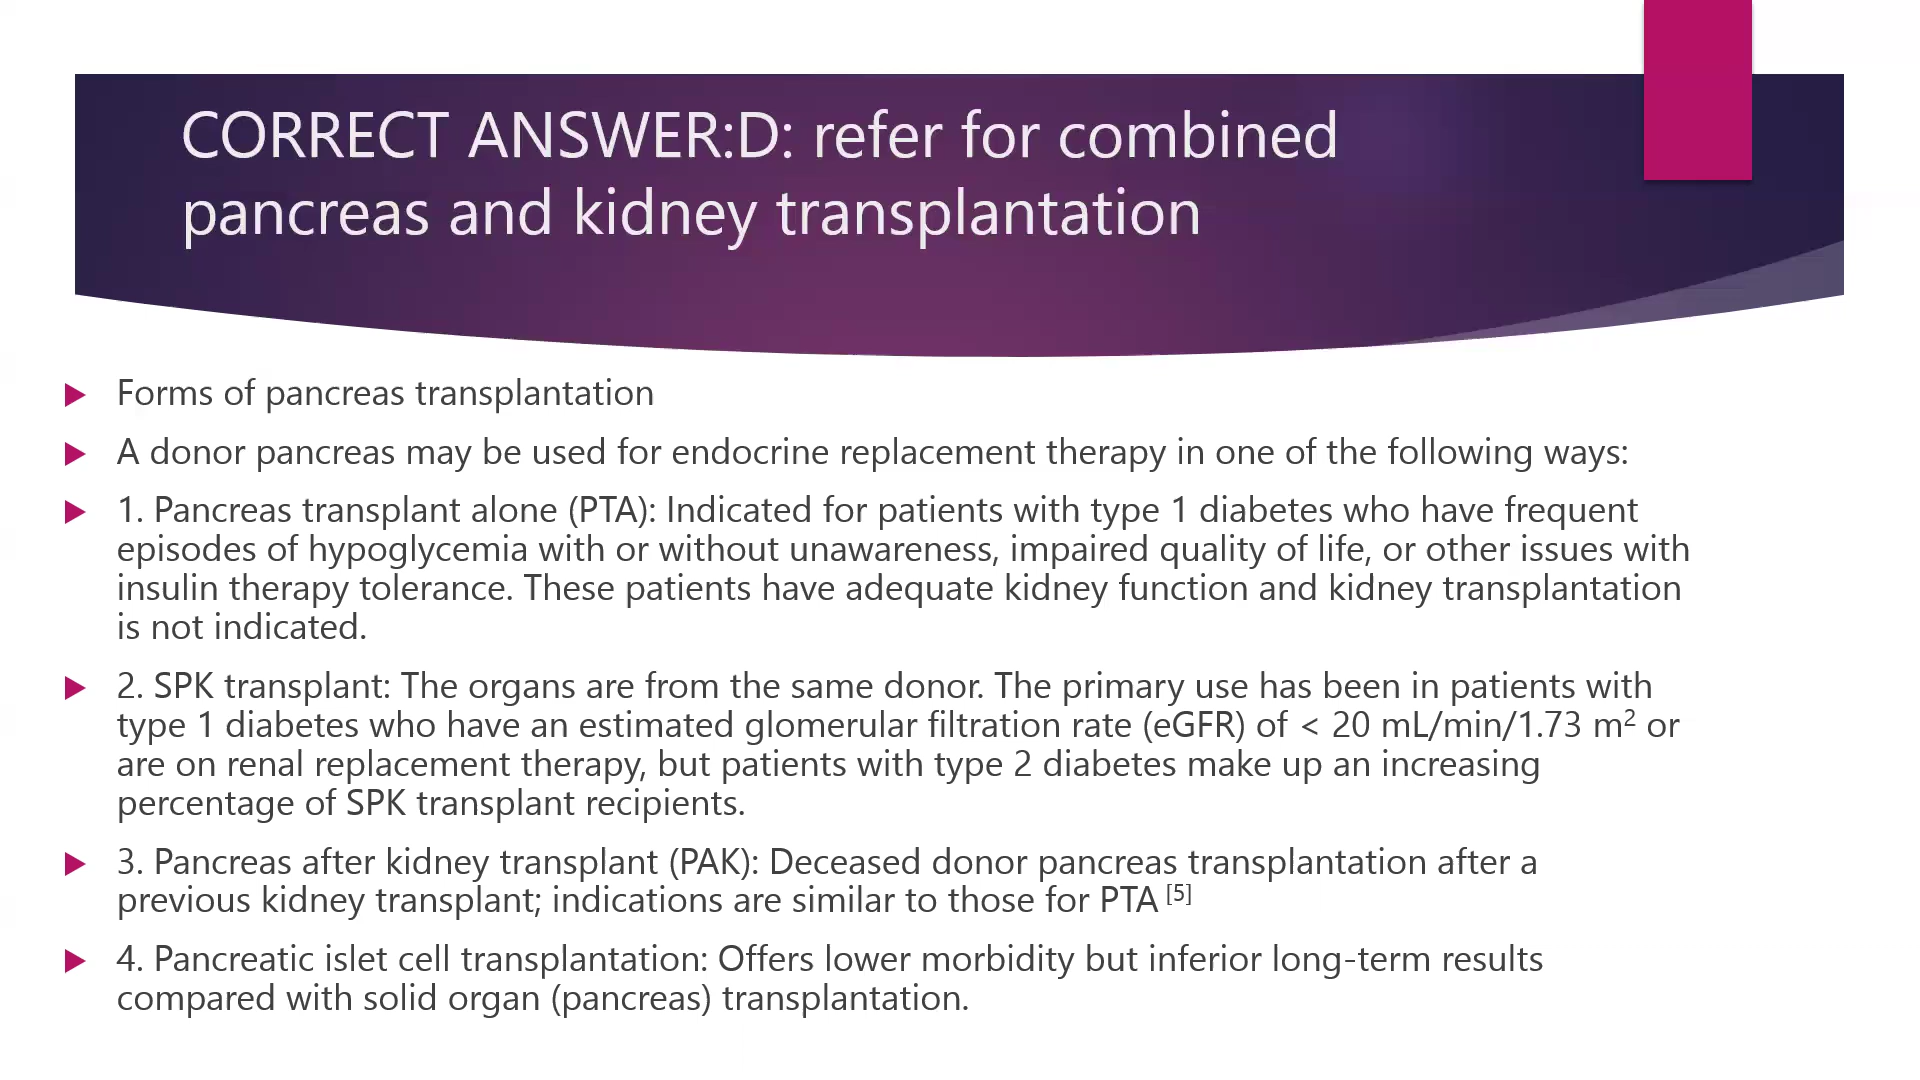 CORRECT ANSWER:D: refer for combined
pancreas and kidney transplantation
Forms of pancreas transplantation
A donor pancreas may be used for endocrine replacement therapy in one of the following ways:
1. Pancreas transplant alone (PTA): Indicated for patients with type 1 diabetes who have frequent
episodes of hypoglycemia with or without unawareness, impaired quality of life, or other issues with
insulin therapy tolerance. These patients have adequate kidney function and kidney transplantation
is not indicated.
2. SPK transplant: The organs are from the same donor. The primary use has been in patients with
type 1 diabetes who have an estimated glomerular filtration rate (eGFR) of < 20 mL/min/1.73 m² or
are on renal replacement therapy, but patients with type 2 diabetes make up an increasing
percentage of SPK transplant recipients.
3. Pancreas after kidney transplant (PAK): Deceased donor pancreas transplantation after a
previous kidney transplant; indications are similar to those for PTA [5]
4. Pancreatic islet cell transplantation: Offers lower morbidity but inferior long-term results
compared with solid organ (pancreas) transplantation.